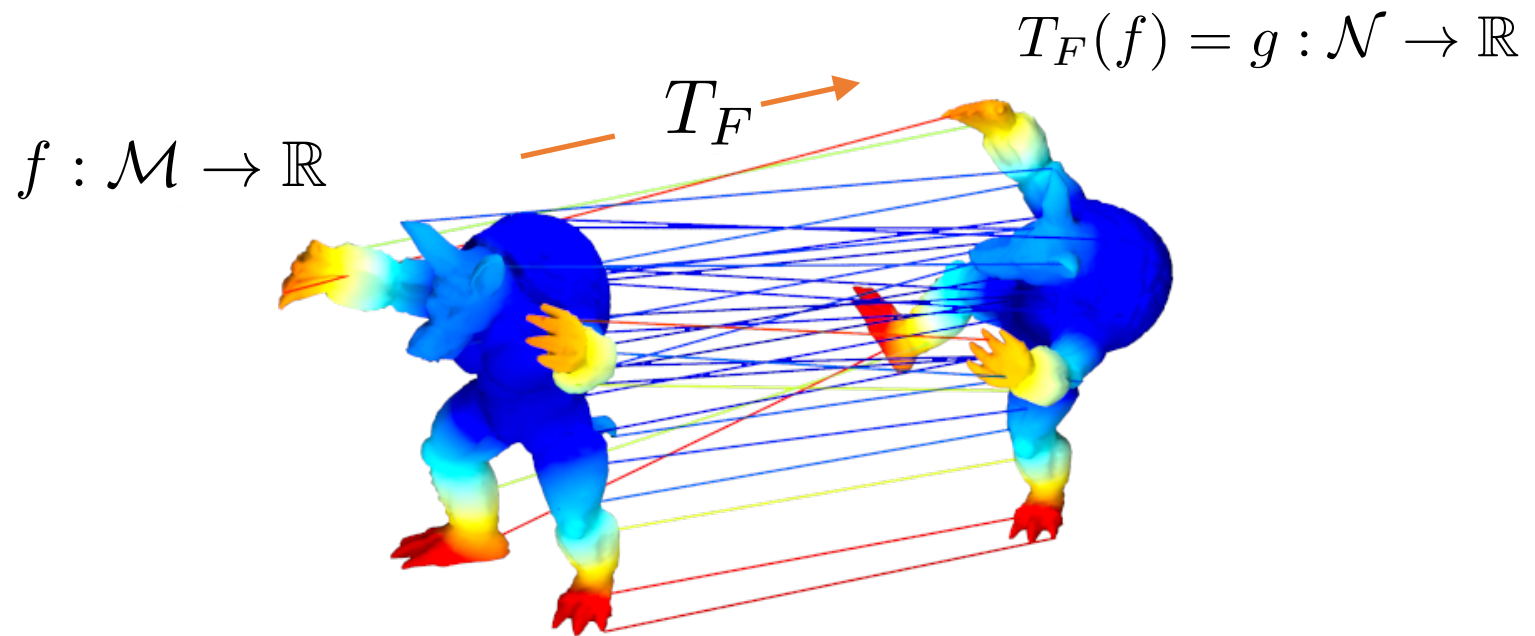 T_F(f) = g : 𝒩 → ℝ
T_F
f : ℳ → ℝ